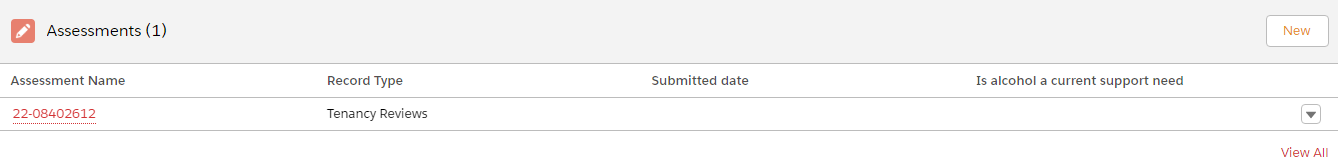 Assessments (1)
New
Assessment Name Record Type Submitted date Is alcohol a current support need
22-08402612 Tenancy Reviews
View All